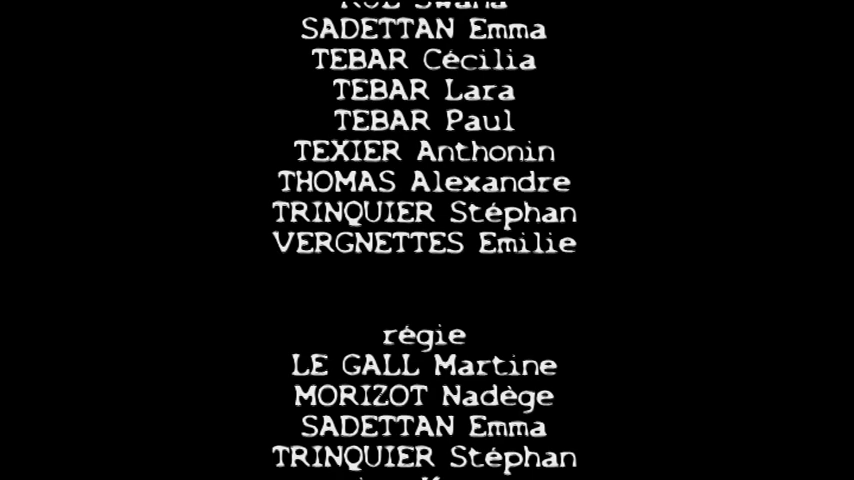 SADETTAN Emma
TEBAR Cécilia
TEBAR Lara
TEBAR Paul
TEXIER Anthonin
THOMAS Alexandre
TRINQUIER Stéphan
VERGNETTES Emilie
régie
LE GALL Martine
MORIZOT Nadège
SADETTAN Emma
TRINQUIER Stéphan